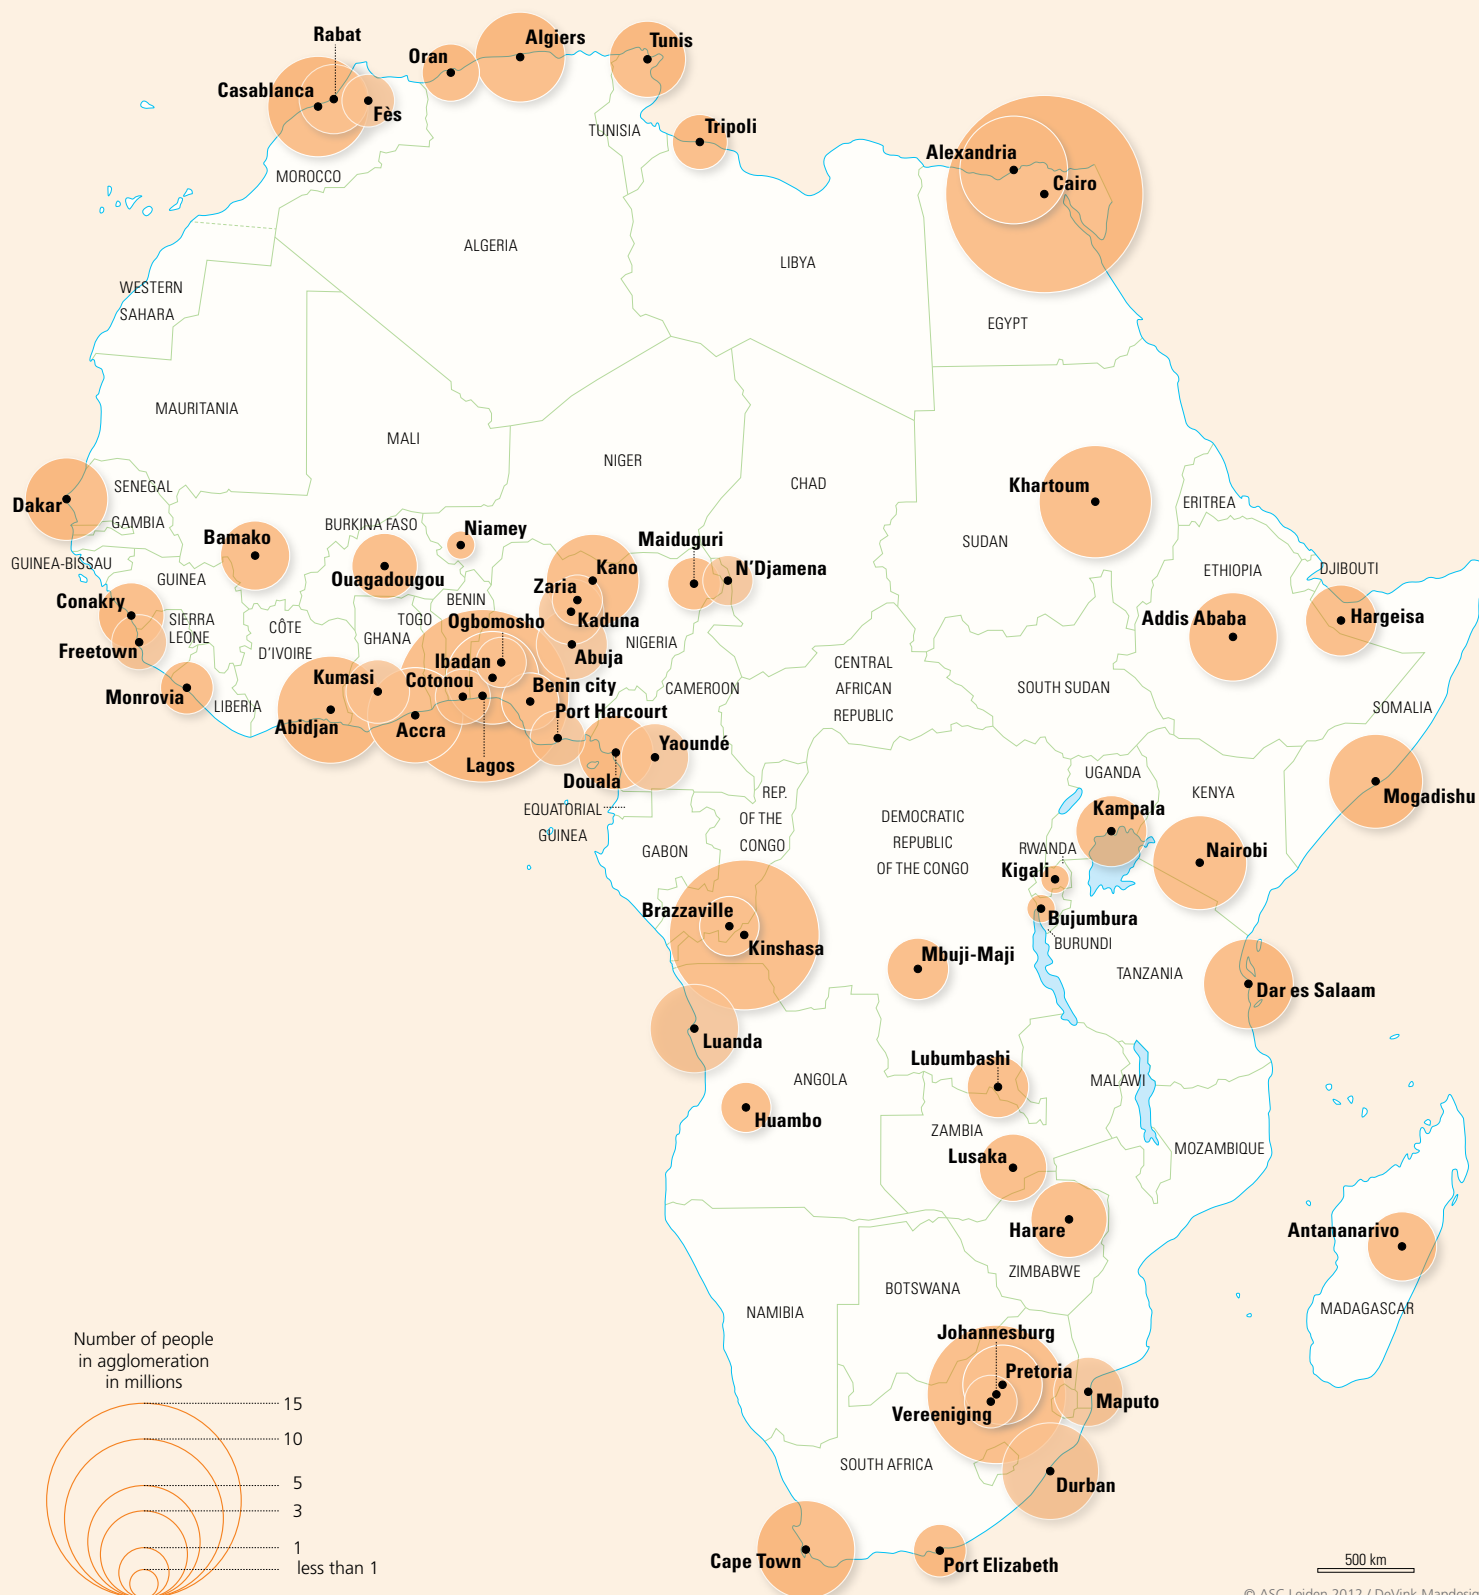 Rabat
Algiers
Tunis
Oran
Casablanca
Fès
Tripoli
TUNISIA
Alexandria
Cairo
MOROCCO
ALGERIA
LIBYA
WESTERN
SAHARA
EGYPT
MAURITANIA
MALI
NIGER
CHAD
Khartoum
SENEGAL
Dakar
ERITREA
GAMBIA
BURKINA FASO
Niamey
Bamako
Maiduguri
SUDAN
GUINEA-BISSAU
Kano
N'Djamena
DJIBOUTI
GUINEA
Ouagadougou
Zaria
ETHIOPIA
Conakry
BENIN
SIERRA
LEONE
TOGO
Ogbomosho
Kaduna
Addis Ababa
Hargeisa
CÔTE
D'IVOIRE
GHANA
NIGERIA
Freetown
Abuja
Ibadan
CENTRAL
AFRICAN
REPUBLIC
Kumasi
Cotonou
Benin city
CAMEROON
SOUTH SUDAN
Monrovia
LIBERIA
SOMALIA
Port Harcourt
Abidjan
Accra
Yaoundé
Lagos
Douala
UGANDA
REP.
OF THE
CONGO
KENYA
Mogadishu
EQUATORIAL
GUINEA
Kampala
DEMOCRATIC
REPUBLIC
OF THE CONGO
GABON
RWANDA
Nairobi
Kigali
Brazzaville
Bujumbura
Kinshasa
BURUNDI
Mbuji-Maji
TANZANIA
Dar es Salaam
Luanda
Lubumbashi
ANGOLA
MALAWI
Huambo
ZAMBIA
MOZAMBIQUE
Lusaka
Harare
Antananarivo
ZIMBABWE
BOTSWANA
NAMIBIA
MADAGASCAR
Johannesburg
Pretoria
Maputo
Vereeniging
SOUTH AFRICA
Durban
Cape Town
Port Elizabeth
Number of people
in agglomeration
in millions
15
10
5
3
1
less than 1
500 km
© ASC Leiden 2012 / DeVink Mapdesign